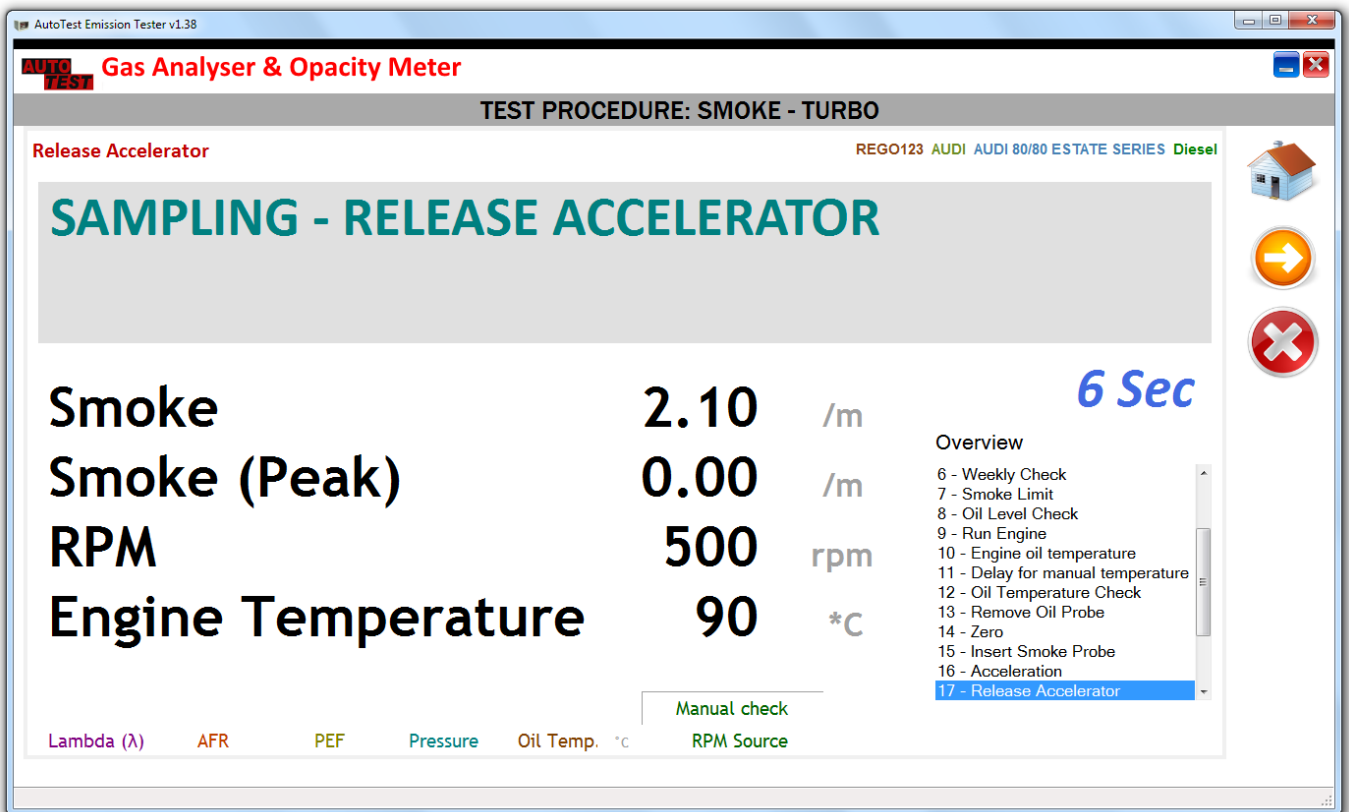 AutoTest Emission Tester v1.38
AUTO TEST Gas Analyser & Opacity Meter
TEST PROCEDURE: SMOKE - TURBO
Release Accelerator REGO123 AUDI AUDI 80/80 ESTATE SERIES Diesel
SAMPLING - RELEASE ACCELERATOR
6 Sec
Smoke 2.10 /m
Smoke (Peak) 0.00 /m
RPM 500 rpm
Engine Temperature 90 *C
Overview
6 - Weekly Check
7 - Smoke Limit
8 - Oil Level Check
9 - Run Engine
10 - Engine oil temperature
11 - Delay for manual temperature
12 - Oil Temperature Check
13 - Remove Oil Probe
14 - Zero
15 - Insert Smoke Probe
16 - Acceleration
17 - Release Accelerator
Manual check
Lambda (λ) AFR PEF Pressure Oil Temp. °C RPM Source